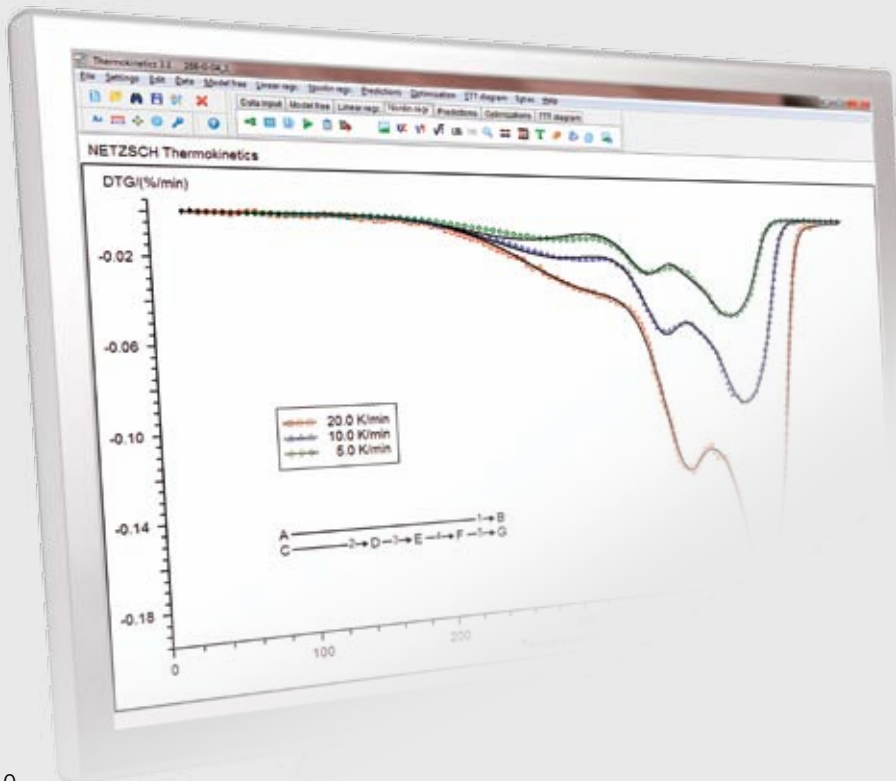 Thermokinetics 3.1
File Settings Edit Data Model free Linear regr. Nonlin regr. Predictions Optimization TTT diagram Extras Help
Data input Model free Linear regr. Nonlin regr. Predictions Optimizations TTT diagram
NETZSCH Thermokinetics
DTG/(%/min)
-0.02
-0.06
-0.10
20.0 K/min
10.0 K/min
5.0 K/min
-0.14
A 1 B
C 2 D 3 E 4 F 5 G
-0.18
0 100 200